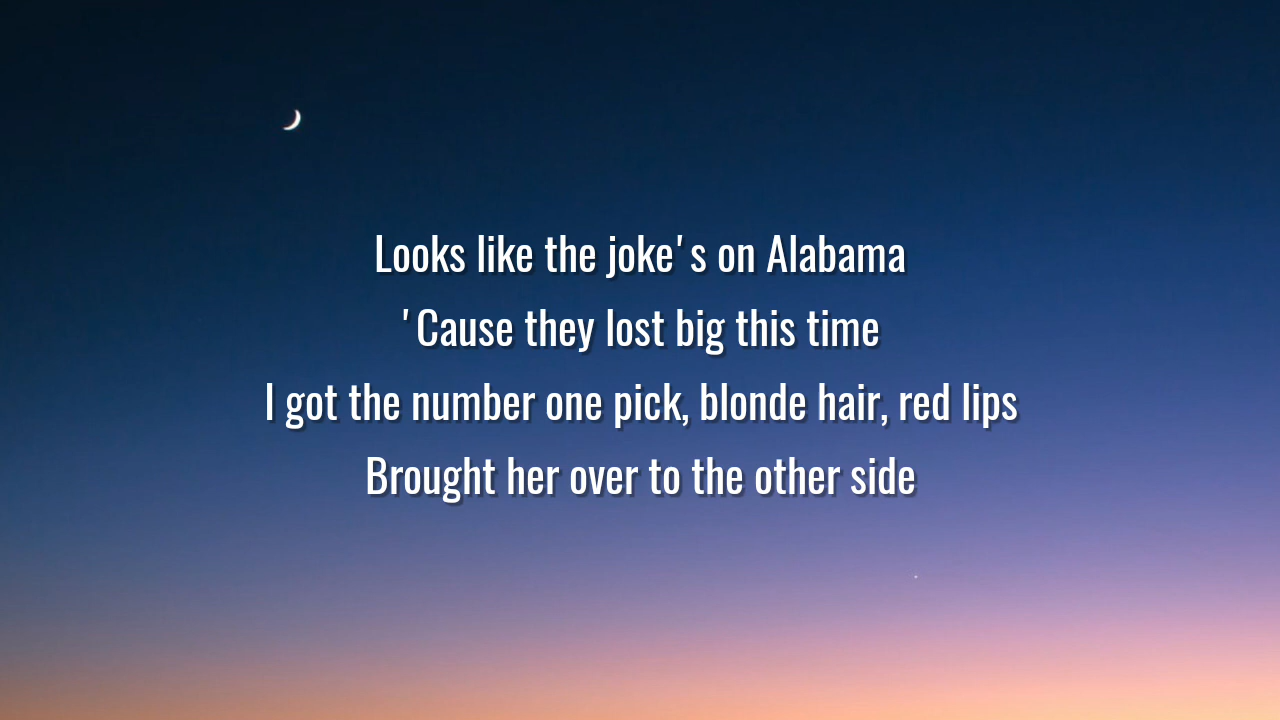 Looks like the joke's on Alabama
'Cause they lost big this time
I got the number one pick, blonde hair, red lips
Brought her over to the other side